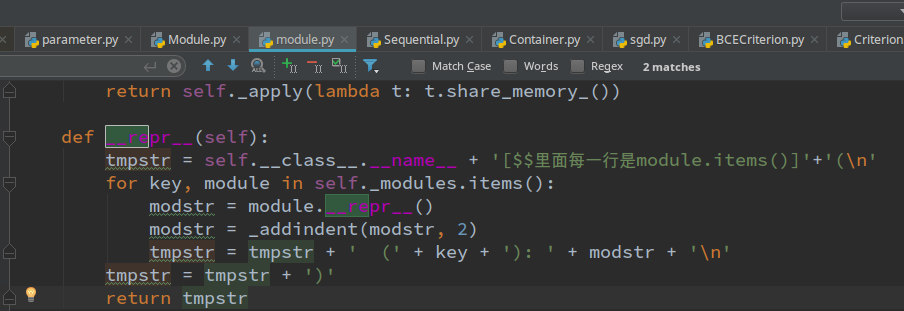 parameter.py × Module.py × module.py × Sequential.py × Container.py × sgd.py × BCECriterion.py × Criterion
Match Case Words Regex 2 matches
return self._apply(lambda t: t.share_memory_())
def __repr__(self):
tmpstr = self.__class__.__name__ + '[$$里面每一行是module.items()]'+'(\n'
for key, module in self._modules.items():
modstr = module.__repr__()
modstr = _addindent(modstr, 2)
tmpstr = tmpstr + '  (' + key + '): ' + modstr + '\n'
tmpstr = tmpstr + ')'
return tmpstr